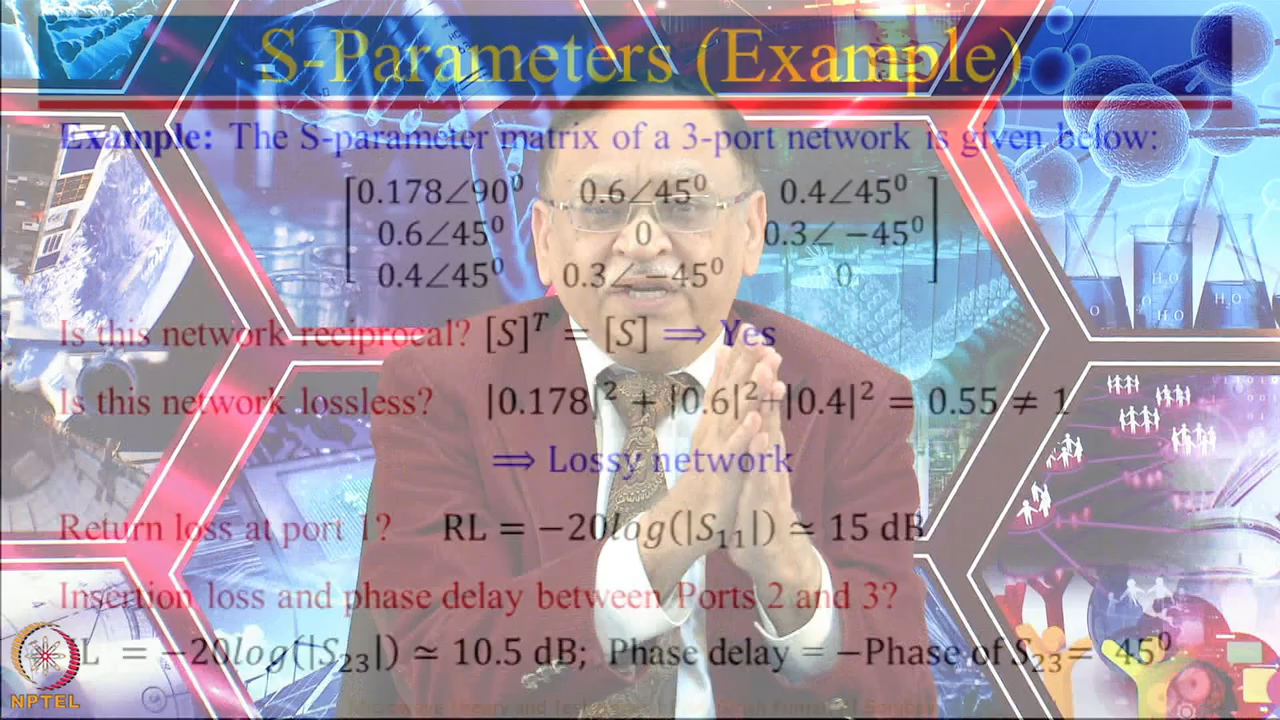 S-Parameters (Example)
Example: The S-parameter matrix of a 3-port network is given below:
[0.178∠90⁰ 0.6∠45⁰ 0.4∠45⁰
0.6∠45⁰ 0 0.3∠−45⁰
0.4∠45⁰ 0.3∠−45⁰ 0]
Is this network reciprocal? [S]ᵀ = [S] ⟹ Yes
Is this network lossless? |0.178|² + |0.6|² + |0.4|² = 0.55 ≠ 1
⟹ Lossy network
Return loss at port 1? RL = −20log(|S₁₁|) ≃ 15 dB
Insertion loss and phase delay between Ports 2 and 3?
L = −20log(|S₂₃|) ≃ 10.5 dB; Phase delay = −Phase of S₂₃= 45⁰
NPTEL
H₂O
H₂O
H₂O
O